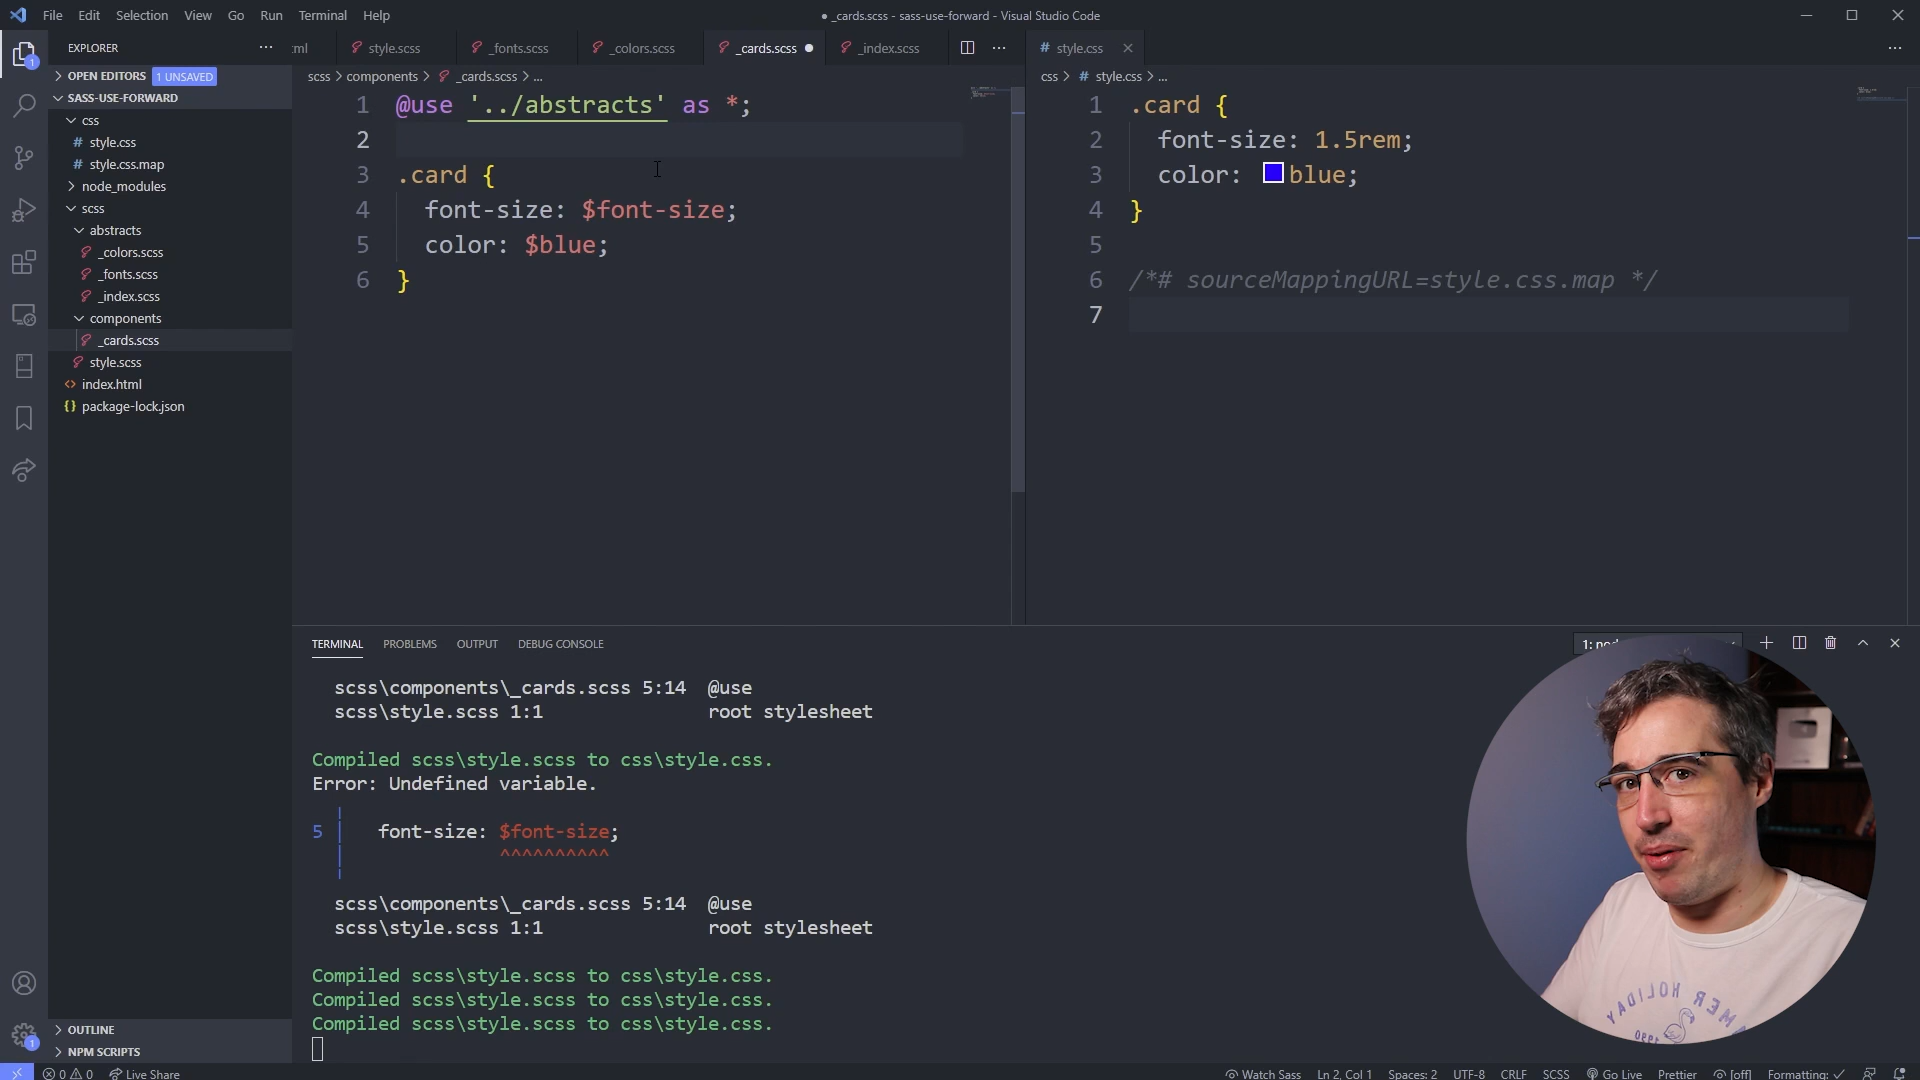 File Edit Selection View Go Run Terminal Help
● _cards.scss - sass-use-forward - Visual Studio Code
EXPLORER
OPEN EDITORS 1 UNSAVED
SASS-USE-FORWARD
css
# style.css
# style.css.map
node_modules
scss
abstracts
_colors.scss
_fonts.scss
_index.scss
components
_cards.scss
style.scss
<> index.html
{} package-lock.json
OUTLINE
NPM SCRIPTS
ml style.scss _fonts.scss _colors.scss _cards.scss ● _index.scss
scss > components > _cards.scss > ...
1 @use '../abstracts' as *;
2
3 .card {
4 font-size: $font-size;
5 color: $blue;
6 }
# style.css
css > # style.css > ...
1 .card {
2 font-size: 1.5rem;
3 color: blue;
4 }
5
6 /*# sourceMappingURL=style.css.map */
7
TERMINAL PROBLEMS OUTPUT DEBUG CONSOLE
scss\components\_cards.scss 5:14 @use
scss\style.scss 1:1 root stylesheet
Compiled scss\style.scss to css\style.css.
Error: Undefined variable.
5 | font-size: $font-size;
^^^^^^^^^^
scss\components\_cards.scss 5:14 @use
scss\style.scss 1:1 root stylesheet
Compiled scss\style.scss to css\style.css.
Compiled scss\style.scss to css\style.css.
Compiled scss\style.scss to css\style.css.
1
1
0 0 Live Share
Watch Sass Ln 2, Col 1 Spaces: 2 UTF-8 CRLF SCSS Go Live Prettier [off] Formatting: ✓